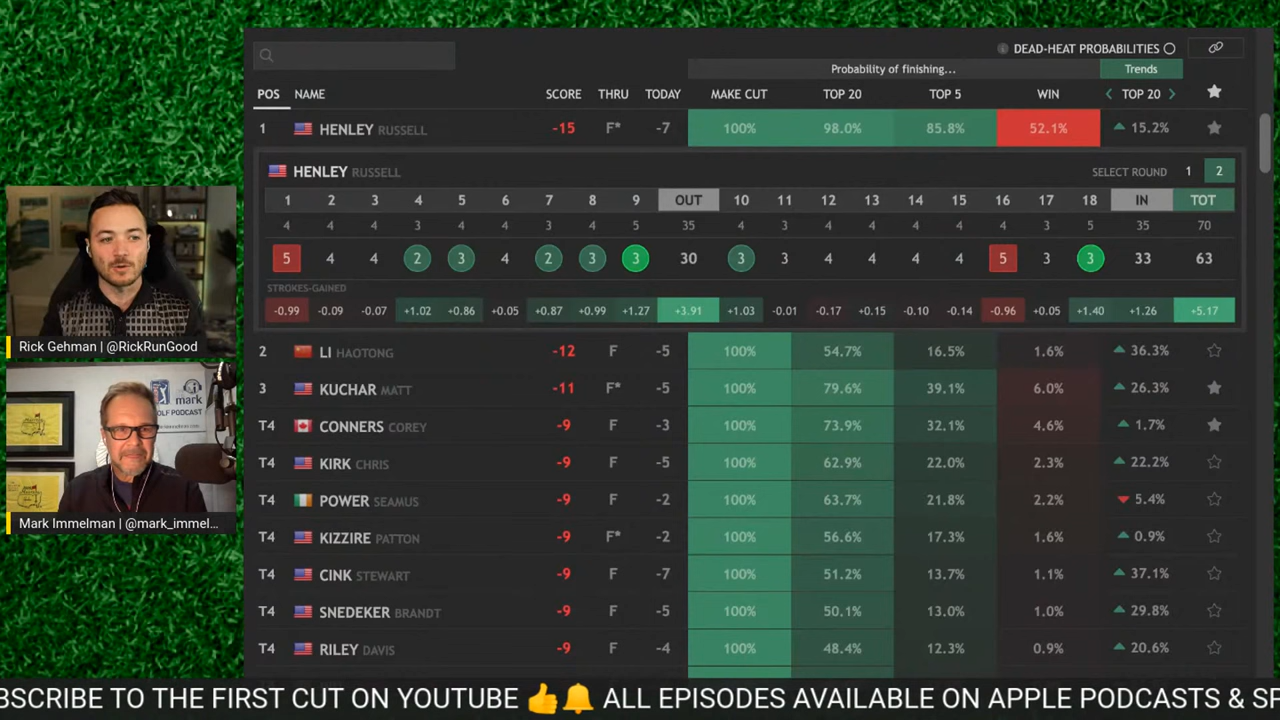 DEAD-HEAT PROBABILITIES
Probability of finishing... Trends
POS NAME SCORE THRU TODAY MAKE CUT TOP 20 TOP 5 WIN < TOP 20 >
1 HENLEY RUSSELL -15 F* -7 100% 98.0% 85.8% 52.1% 15.2%
HENLEY RUSSELL SELECT ROUND 1 2
1 2 3 4 5 6 7 8 9 OUT 10 11 12 13 14 15 16 17 18 IN TOT
4 4 4 3 4 4 3 4 5 35 4 3 4 4 4 4 4 3 5 35 70
5 4 4 2 3 4 2 3 3 30 3 3 4 4 4 4 5 3 3 33 63
STROKES-GAINED
-0.99 -0.09 -0.07 +1.02 +0.86 +0.05 +0.87 +0.99 +1.27 +3.91 +1.03 -0.01 -0.17 +0.15 -0.10 -0.14 -0.96 +0.05 +1.40 +1.26 +5.17
2 LI HAOTONG -12 F -5 100% 54.7% 16.5% 1.6% 36.3%
3 KUCHAR MATT -11 F* -5 100% 79.6% 39.1% 6.0% 26.3%
T4 CONNERS COREY -9 F -3 100% 73.9% 32.1% 4.6% 1.7%
T4 KIRK CHRIS -9 F -5 100% 62.9% 22.0% 2.3% 22.2%
T4 POWER SEAMUS -9 F -2 100% 63.7% 21.8% 2.2% 5.4%
T4 KIZZIRE PATTON -9 F* -2 100% 56.6% 17.3% 1.6% 0.9%
T4 CINK STEWART -9 F -7 100% 51.2% 13.7% 1.1% 37.1%
T4 SNEDEKER BRANDT -9 F -5 100% 50.1% 13.0% 1.0% 29.8%
T4 RILEY DAVIS -9 F -4 100% 48.4% 12.3% 0.9% 20.6%
Rick Gehman | @RickRunGood
mark
OLF PODCAST
Mark Immelman | @mark_immel...
BSCRIBE TO THE FIRST CUT ON YOUTUBE 👍🔔 ALL EPISODES AVAILABLE ON APPLE PODCASTS & SP